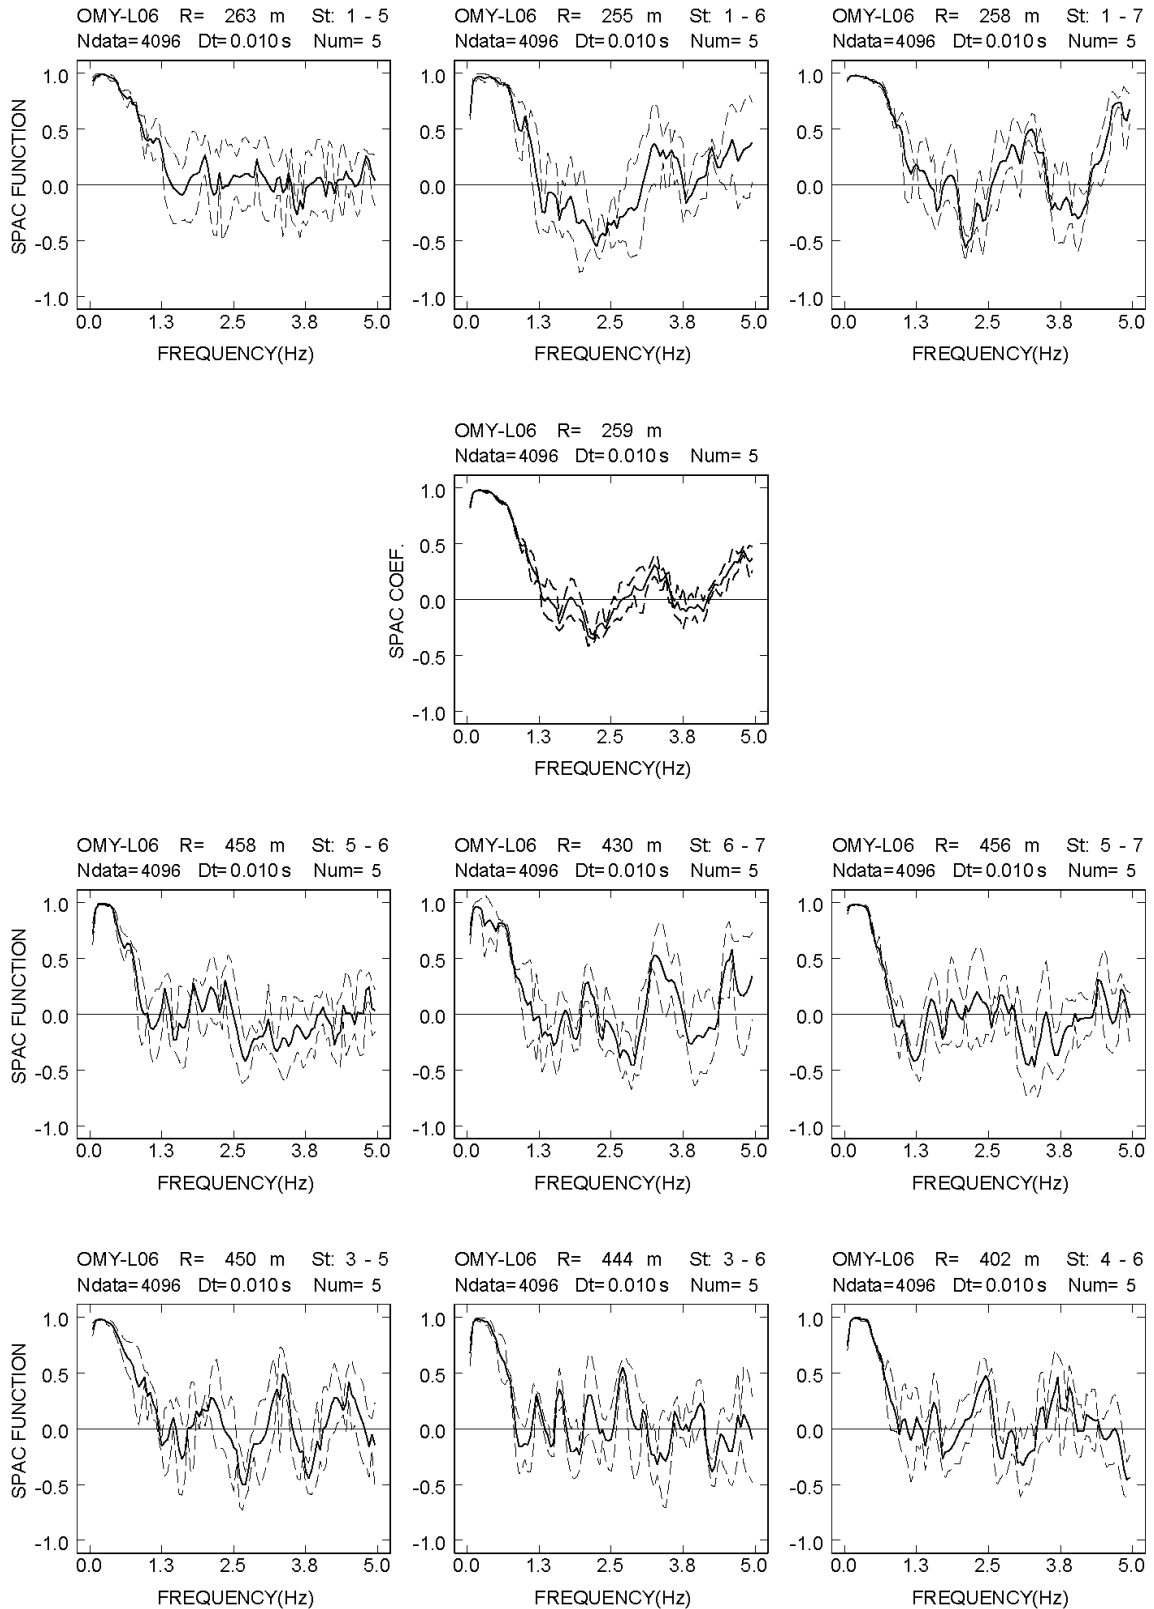 OMY-L06 R= 263 m St: 1 - 5
Ndata=4096 Dt=0.010 s Num= 5
SPAC FUNCTION
1.0
0.5
0.0
-0.5
-1.0
0.0 1.3 2.5 3.8 5.0
FREQUENCY(Hz)
OMY-L06 R= 255 m St: 1 - 6
Ndata=4096 Dt=0.010 s Num= 5
1.0
0.5
0.0
-0.5
-1.0
0.0 1.3 2.5 3.8 5.0
FREQUENCY(Hz)
OMY-L06 R= 258 m St: 1 - 7
Ndata=4096 Dt=0.010 s Num= 5
1.0
0.5
0.0
-0.5
-1.0
0.0 1.3 2.5 3.8 5.0
FREQUENCY(Hz)
OMY-L06 R= 259 m
Ndata=4096 Dt=0.010 s Num= 5
SPAC COEF.
1.0
0.5
0.0
-0.5
-1.0
0.0 1.3 2.5 3.8 5.0
FREQUENCY(Hz)
OMY-L06 R= 458 m St: 5 - 6
Ndata=4096 Dt=0.010 s Num= 5
SPAC FUNCTION
1.0
0.5
0.0
-0.5
-1.0
0.0 1.3 2.5 3.8 5.0
FREQUENCY(Hz)
OMY-L06 R= 430 m St: 6 - 7
Ndata=4096 Dt=0.010 s Num= 5
1.0
0.5
0.0
-0.5
-1.0
0.0 1.3 2.5 3.8 5.0
FREQUENCY(Hz)
OMY-L06 R= 456 m St: 5 - 7
Ndata=4096 Dt=0.010 s Num= 5
1.0
0.5
0.0
-0.5
-1.0
0.0 1.3 2.5 3.8 5.0
FREQUENCY(Hz)
OMY-L06 R= 450 m St: 3 - 5
Ndata=4096 Dt=0.010 s Num= 5
SPAC FUNCTION
1.0
0.5
0.0
-0.5
-1.0
0.0 1.3 2.5 3.8 5.0
FREQUENCY(Hz)
OMY-L06 R= 444 m St: 3 - 6
Ndata=4096 Dt=0.010 s Num= 5
1.0
0.5
0.0
-0.5
-1.0
0.0 1.3 2.5 3.8 5.0
FREQUENCY(Hz)
OMY-L06 R= 402 m St: 4 - 6
Ndata=4096 Dt=0.010 s Num= 5
1.0
0.5
0.0
-0.5
-1.0
0.0 1.3 2.5 3.8 5.0
FREQUENCY(Hz)